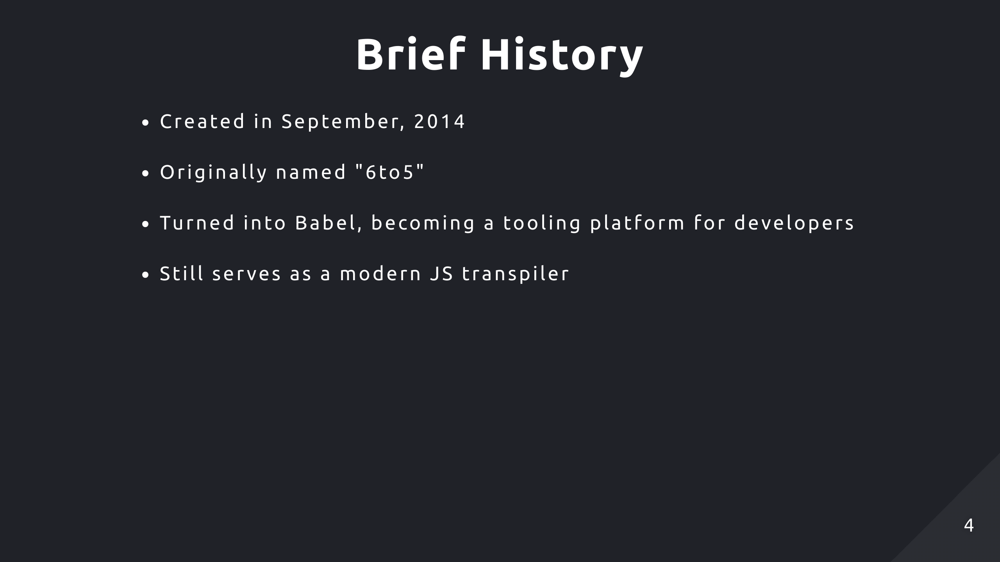 Brief History
• Created in September, 2014
• Originally named "6to5"
• Turned into Babel, becoming a tooling platform for developers
• Still serves as a modern JS transpiler
4